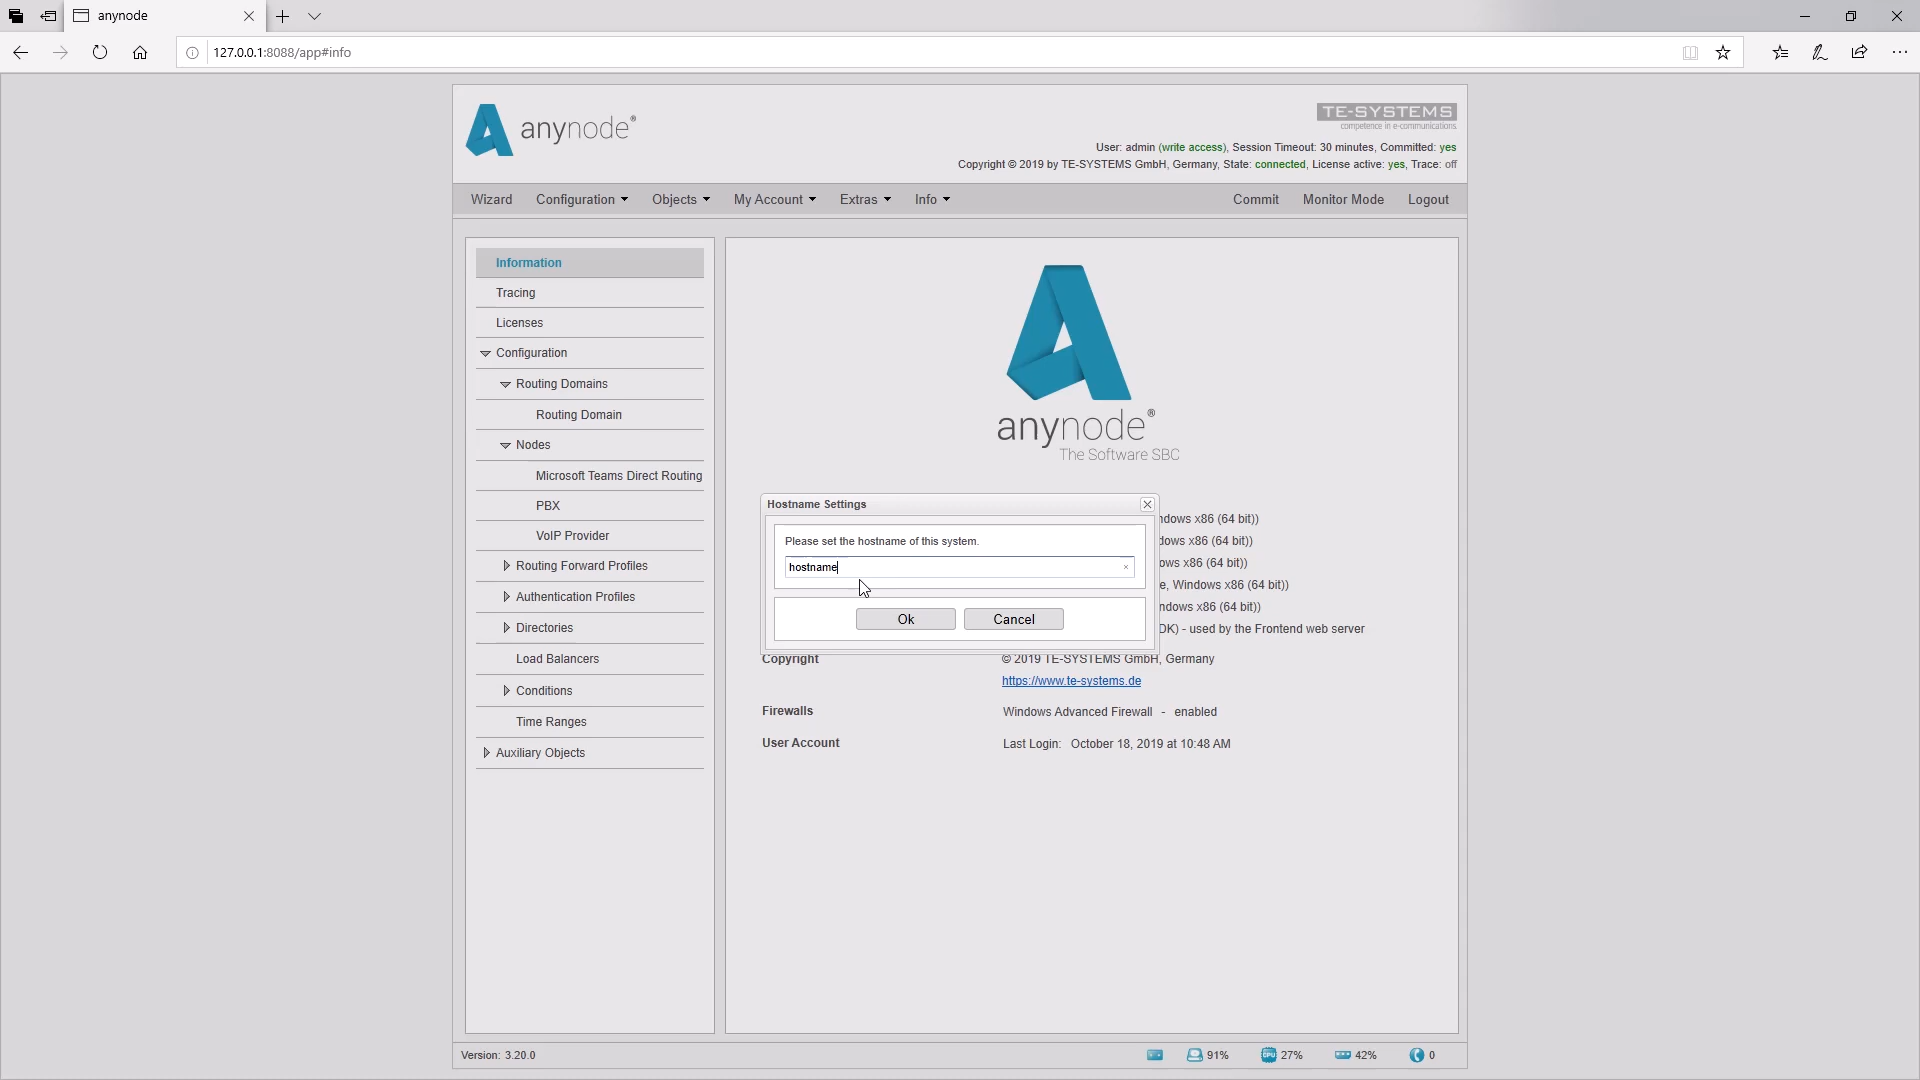 anynode
127.0.0.1:8088/app#info
anynode®
TE-SYSTEMS
competence in e-communications.
User: admin (write access), Session Timeout: 30 minutes, Committed: yes
Copyright © 2019 by TE-SYSTEMS GmbH, Germany, State: connected, License active: yes, Trace: off
Wizard Configuration Objects My Account Extras Info Commit Monitor Mode Logout
Information
Tracing
Licenses
Configuration
Routing Domains
Routing Domain
Nodes
Microsoft Teams Direct Routing
PBX
VoIP Provider
Routing Forward Profiles
Authentication Profiles
Directories
Load Balancers
Conditions
Time Ranges
Auxiliary Objects
anynode®
The Software SBC
Hostname Settings
Please set the hostname of this system.
hostname
Ok Cancel
x86 (64 bit))
x86 (64 bit))
x86 (64 bit))
Windows x86 (64 bit))
x86 (64 bit))
- used by the Frontend web server
Copyright © 2019 TE-SYSTEMS GmbH, Germany
https://www.te-systems.de
Firewalls Windows Advanced Firewall - enabled
User Account Last Login: October 18, 2019 at 10:48 AM
Version: 3.20.0 91% CPU 27% 42% 0